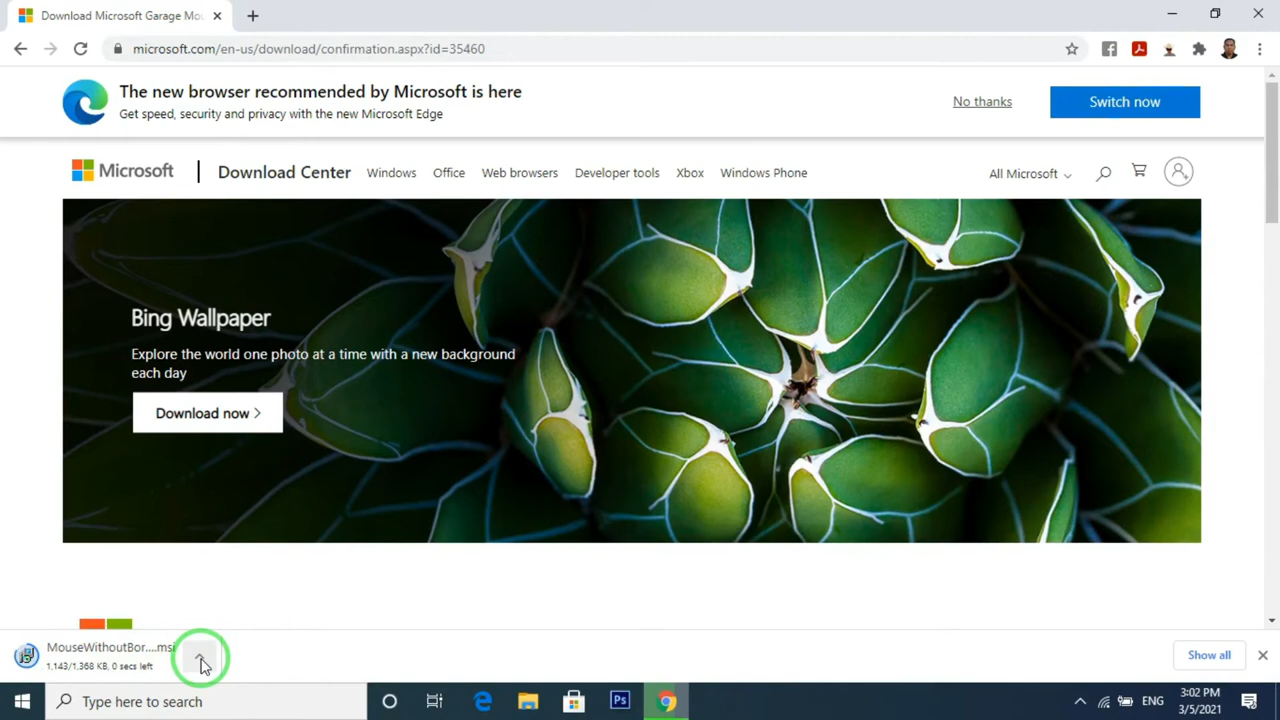 Download Microsoft Garage Mou
microsoft.com/en-us/download/confirmation.aspx?id=35460
The new browser recommended by Microsoft is here
Get speed, security and privacy with the new Microsoft Edge
No thanks
Switch now
Microsoft
Download Center
Windows
Office
Web browsers
Developer tools
Xbox
Windows Phone
All Microsoft
Bing Wallpaper
Explore the world one photo at a time with a new background
each day
Download now
MouseWithoutBor....msi
1.143/1.368 KB, 0 secs left
Show all
Type here to search
Ps
ENG
3:02 PM
3/5/2021